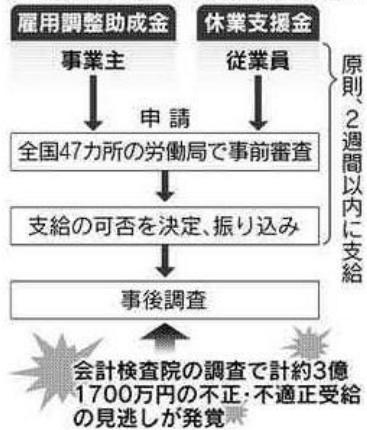 雇用調整助成金
休業支援金
事業主
従業員
申請
全国47カ所の労働局で事前審査
支給の可否を決定、振り込み
事後調査
原則、2週間以内に支給
会計検査院の調査で計約3億
1700万円の不正・不適正受給
の見逃しが発覚